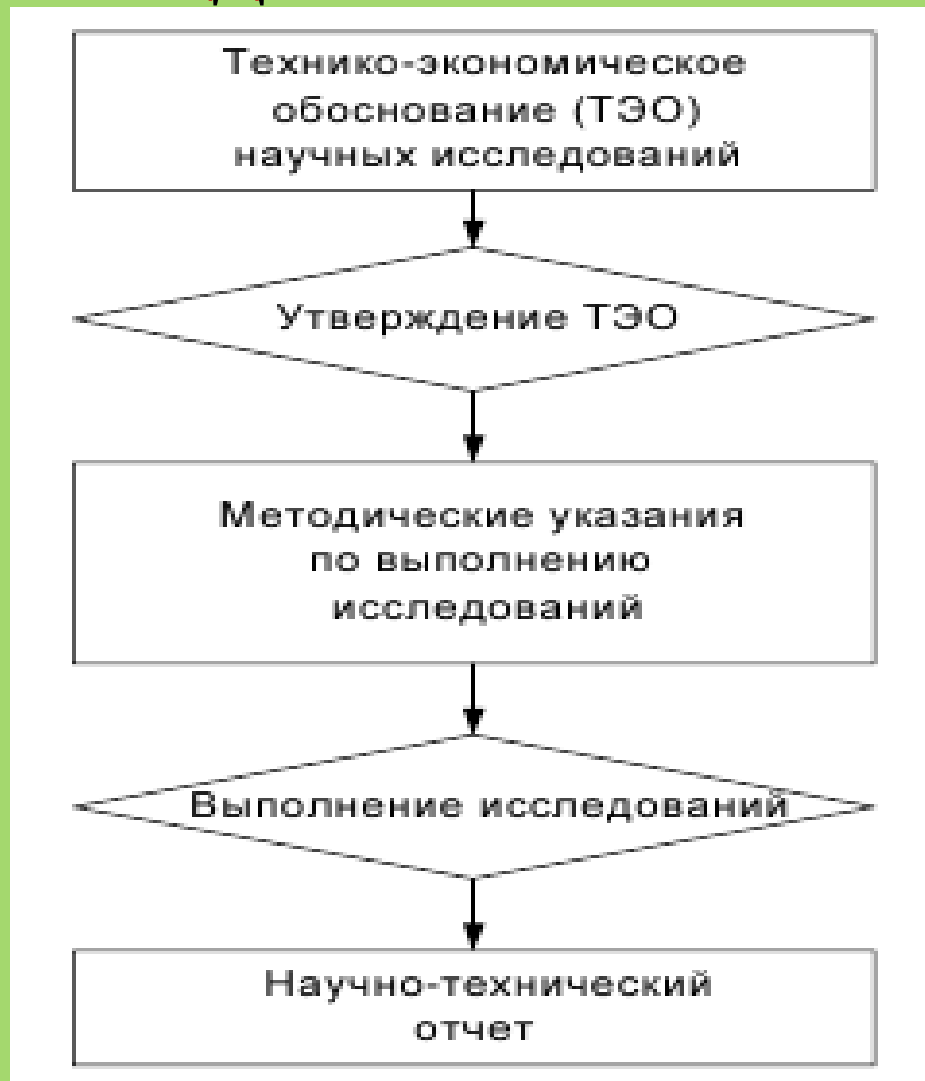 Технико-экономическое
обоснование (ТЭО)
научных исследований
Утверждение ТЭО
Методические указания
по выполнению
исследований
Выполнение исследований
Научно-технический
отчет